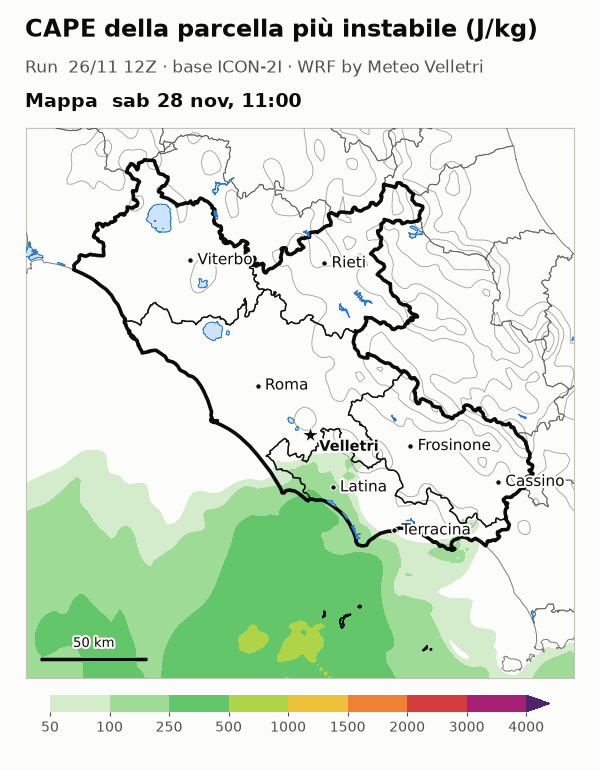 CAPE della parcella più instabile (J/kg)
Run  26/11 12Z · base ICON-2I · WRF by Meteo Velletri
Mappa  sab 28 nov, 11:00
Viterbo
Rieti
Roma
Velletri
Frosinone
Cassino
Latina
Terracina
50 km
50 100 250 500 1000 1500 2000 3000 4000